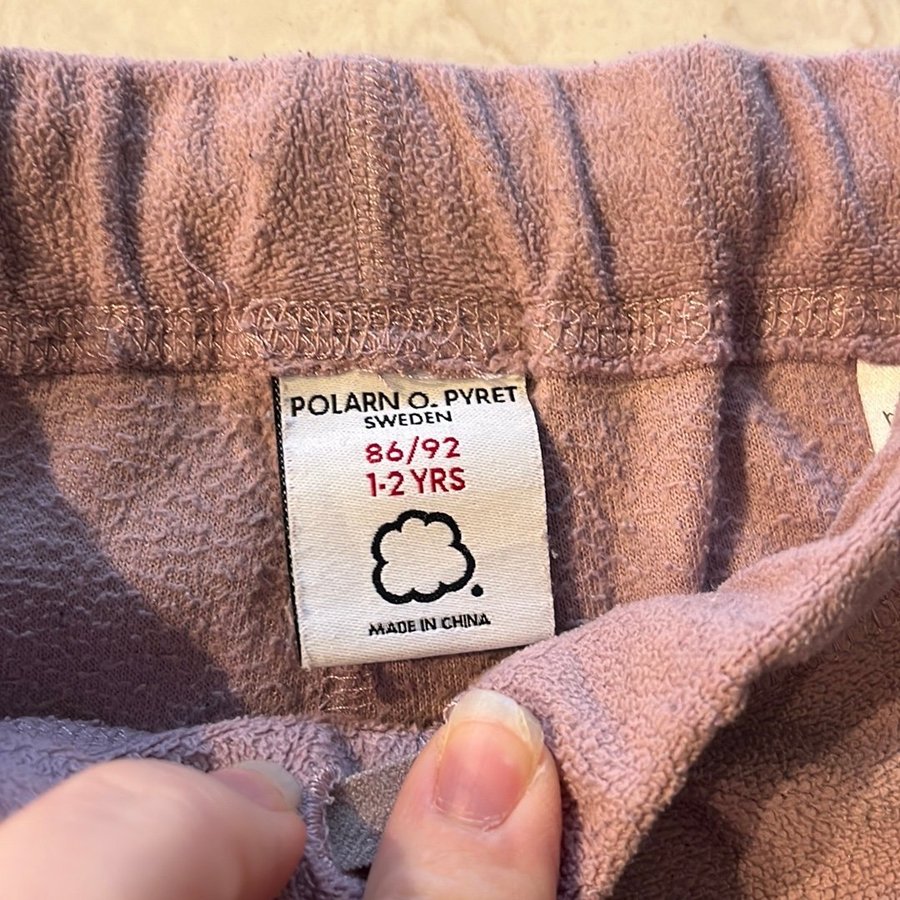 POLARN O. PYRET
SWEDEN
86/92
1-2 YRS
MADE IN CHINA